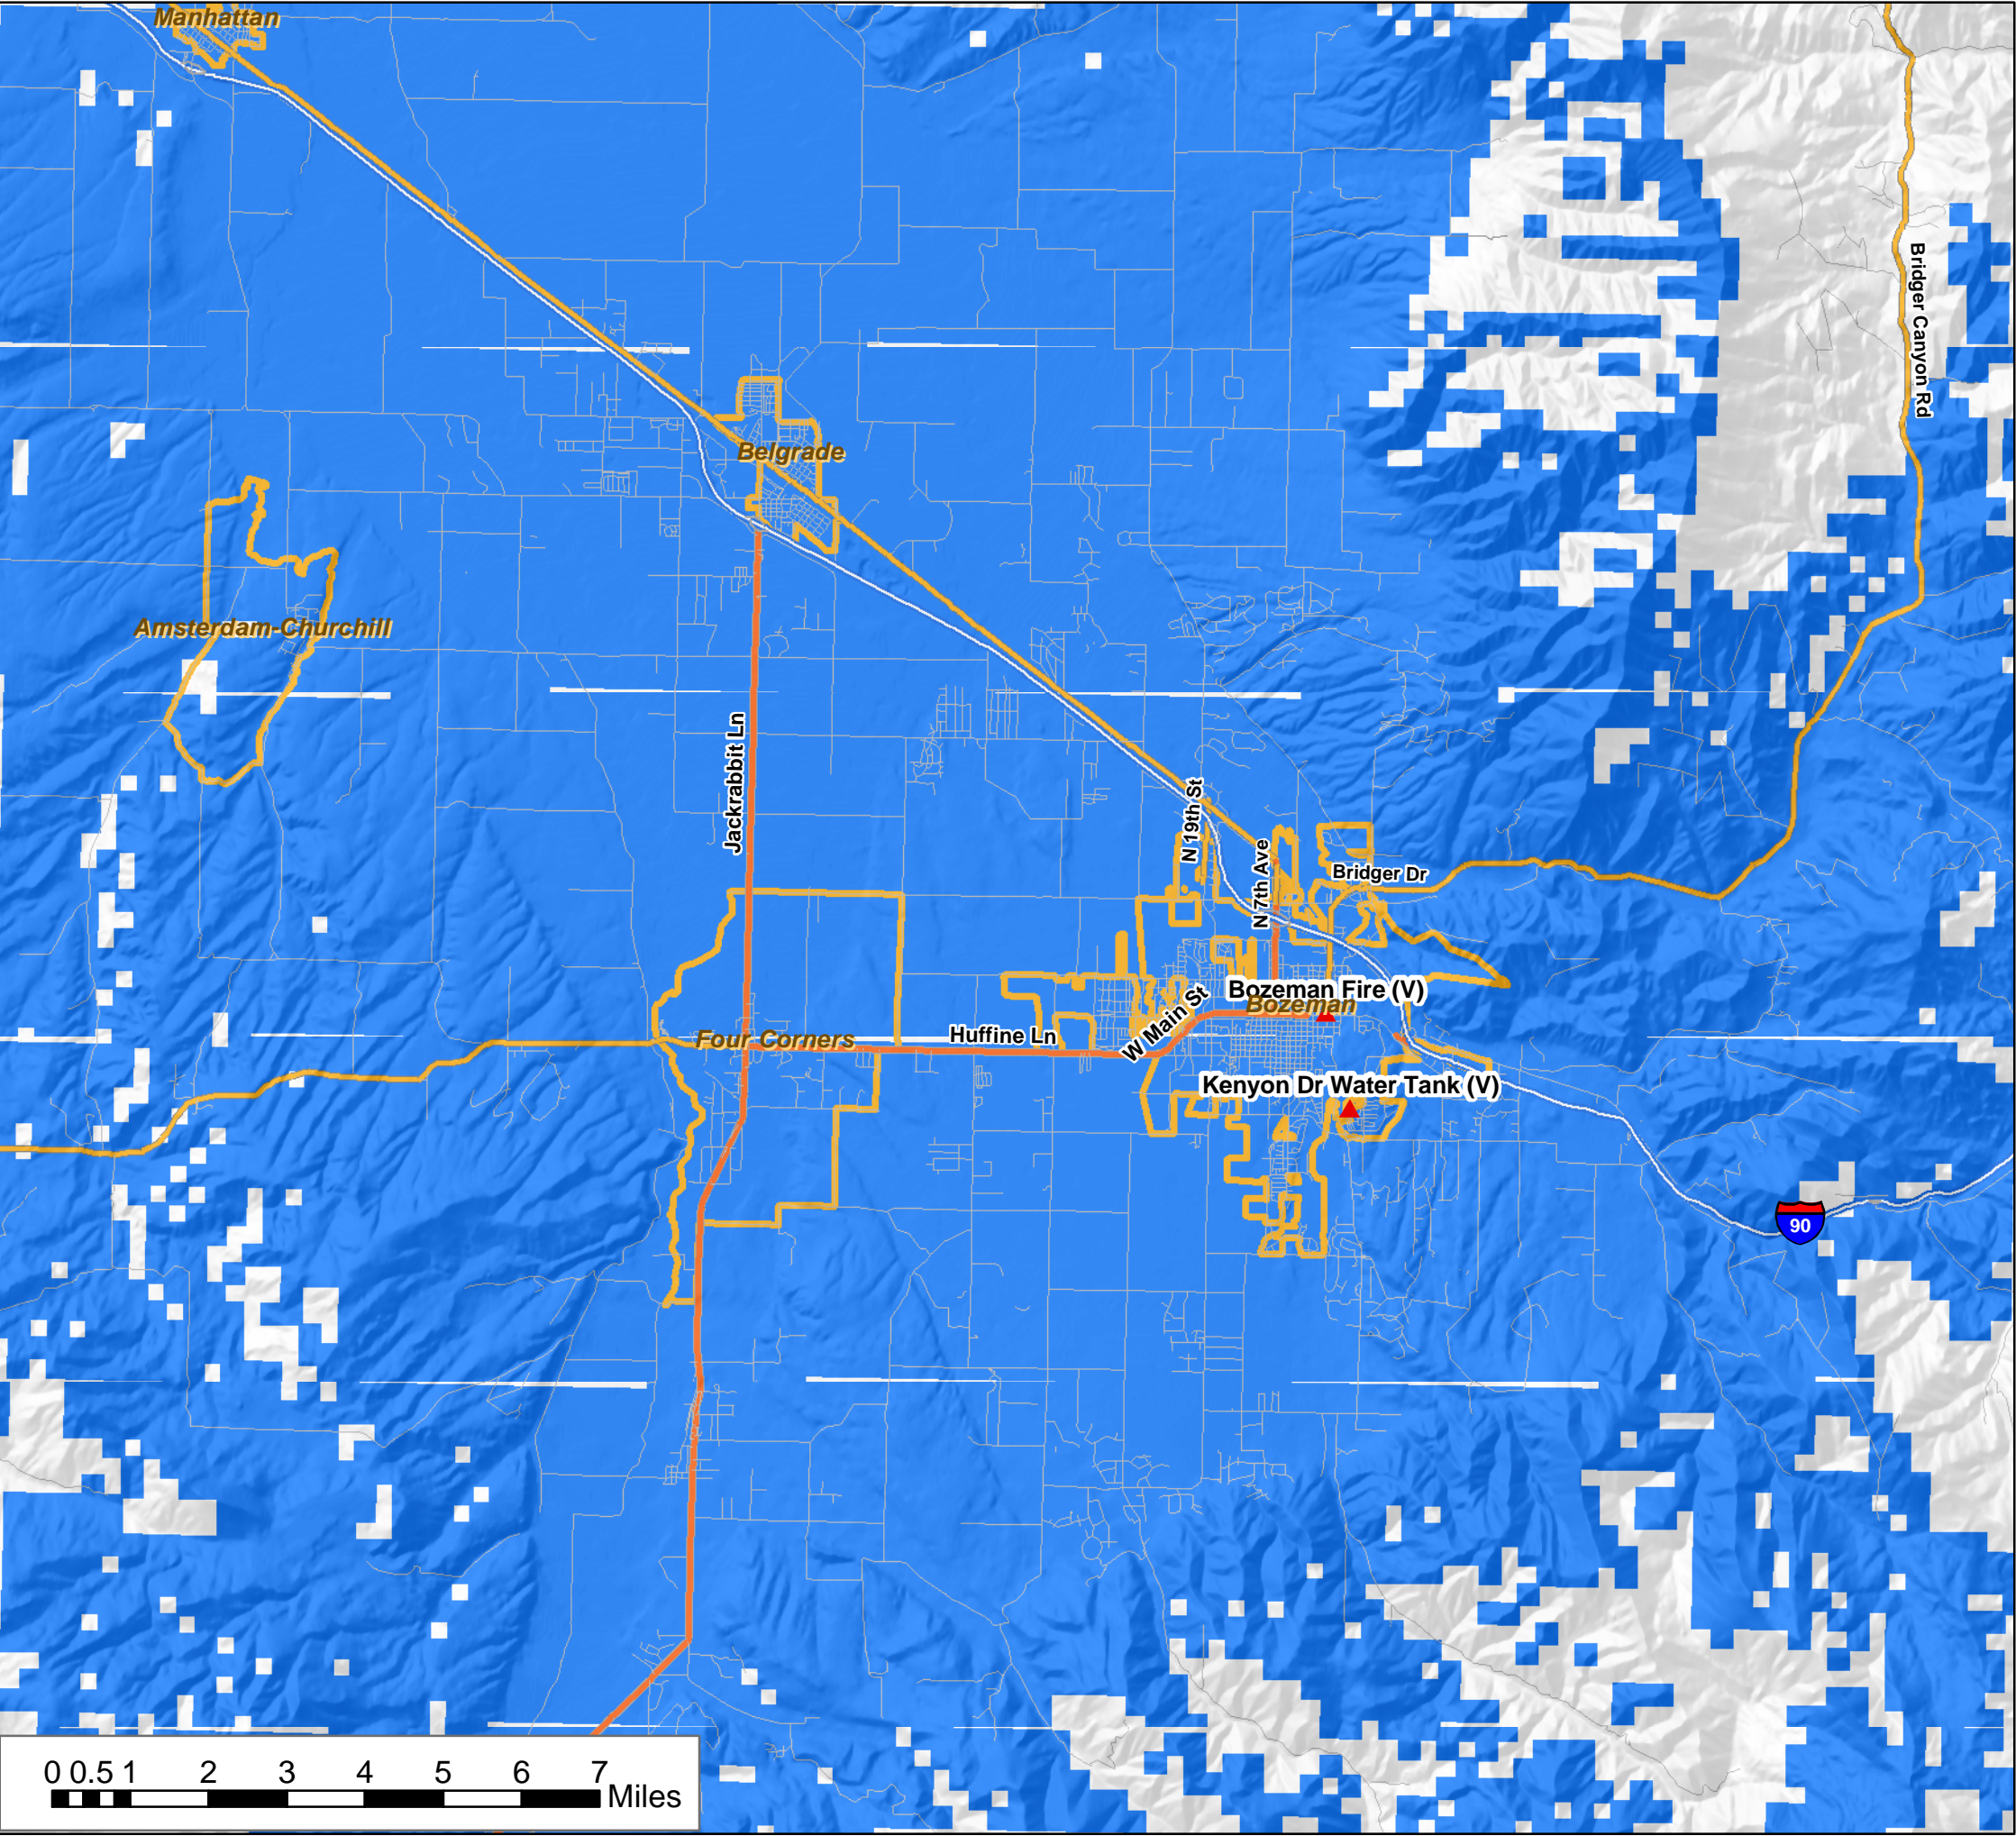 Manhattan
Bridger Canyon Rd
Belgrade
Amsterdam-Churchill
Jackrabbit Ln
N 19th St
N 7th Ave
Bridger Dr
Bozeman Fire (V)
Bozeman
W Main St
Huffine Ln
Four Corners
Kenyon Dr Water Tank (V)
90
0 0.5 1 2 3 4 5 6 7
Miles